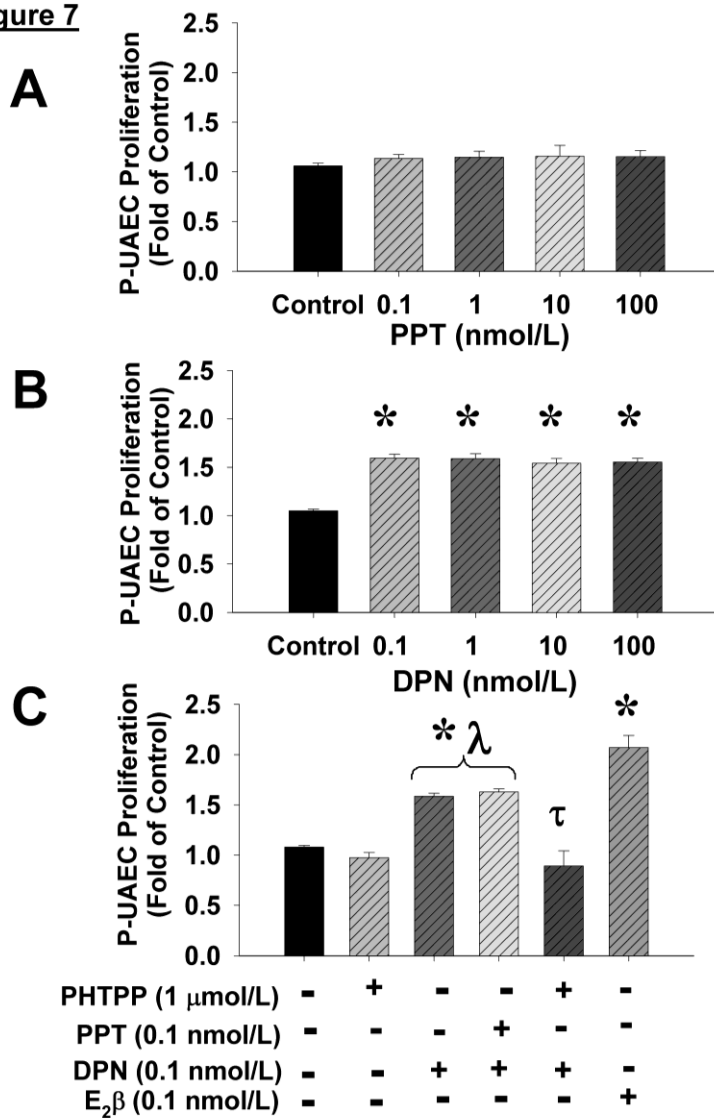 gure 7
A
P-UAEC Proliferation
(Fold of Control)
2.5
2.0
1.5
1.0
0.5
0.0
Control 0.1 1 10 100
PPT (nmol/L)
B
P-UAEC Proliferation
(Fold of Control)
2.5
2.0
1.5
1.0
0.5
0.0
* * * *
Control 0.1 1 10 100
DPN (nmol/L)
C
P-UAEC Proliferation
(Fold of Control)
2.5
2.0
1.5
1.0
0.5
0.0
* λ
τ
*
PHTPP (1 μmol/L) - + - - + -
PPT (0.1 nmol/L) - - - + - -
DPN (0.1 nmol/L) - - + + + -
E₂β (0.1 nmol/L) - - - - - +